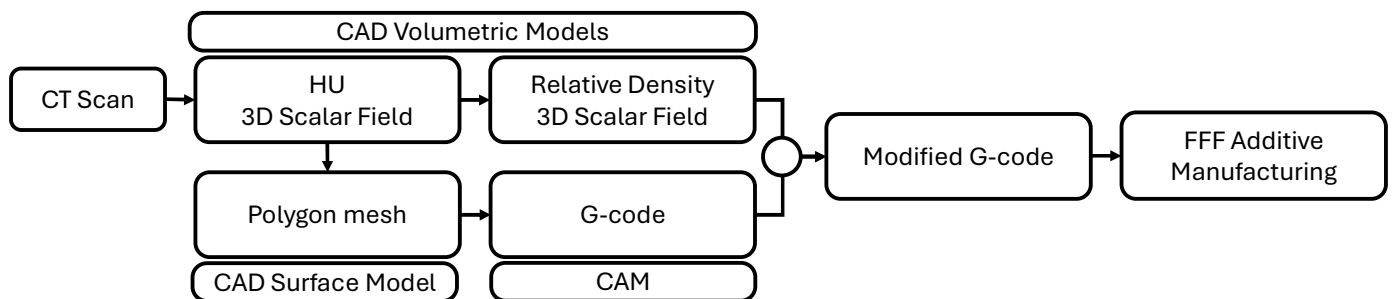 CAD Volumetric Models
CT Scan
HU
3D Scalar Field
Relative Density
3D Scalar Field
Polygon mesh
G-code
CAD Surface Model
CAM
Modified G-code
FFF Additive
Manufacturing